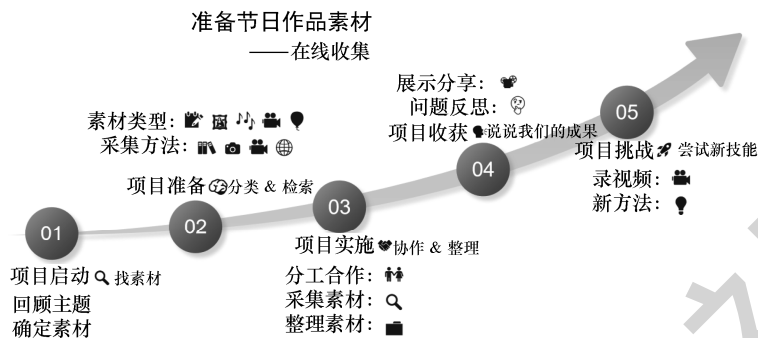 准备节日作品素材
——在线收集
01
项目启动 找素材
回顾主题
确定素材
素材类型：
采集方法：
项目准备 分类 & 检索
02
03
项目实施 协作 & 整理
分工合作：
采集素材：
整理素材：
展示分享：
问题反思：
项目收获 说说我们的成果
04
05
项目挑战 尝试新技能
录视频：
新方法：